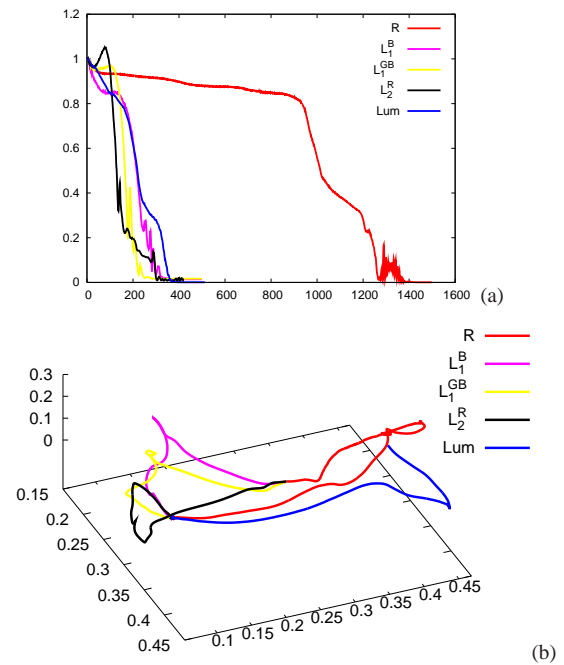 1.2
1
0.8
0.6
0.4
0.2
0
0 200 400 600 800 1000 1200 1400 1600
R
L₁ᴮ
L₁ᴳᴮ
L₂ᴿ
Lum
(a)
R
L₁ᴮ
L₁ᴳᴮ
L₂ᴿ
Lum
0.3
0.2
0.1
0
0.15
0.2
0.25
0.3
0.35
0.4
0.45
0.1 0.15 0.2 0.25 0.3 0.35 0.4 0.45
(b)